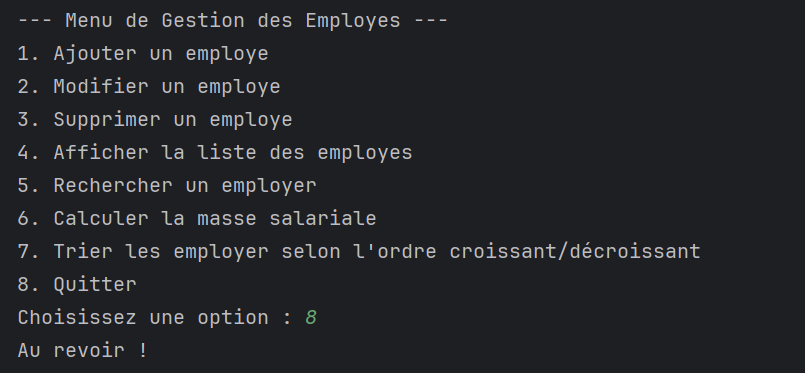 --- Menu de Gestion des Employes ---
1. Ajouter un employe
2. Modifier un employe
3. Supprimer un employe
4. Afficher la liste des employes
5. Rechercher un employer
6. Calculer la masse salariale
7. Trier les employer selon l'ordre croissant/décroissant
8. Quitter
Choisissez une option : 8
Au revoir !